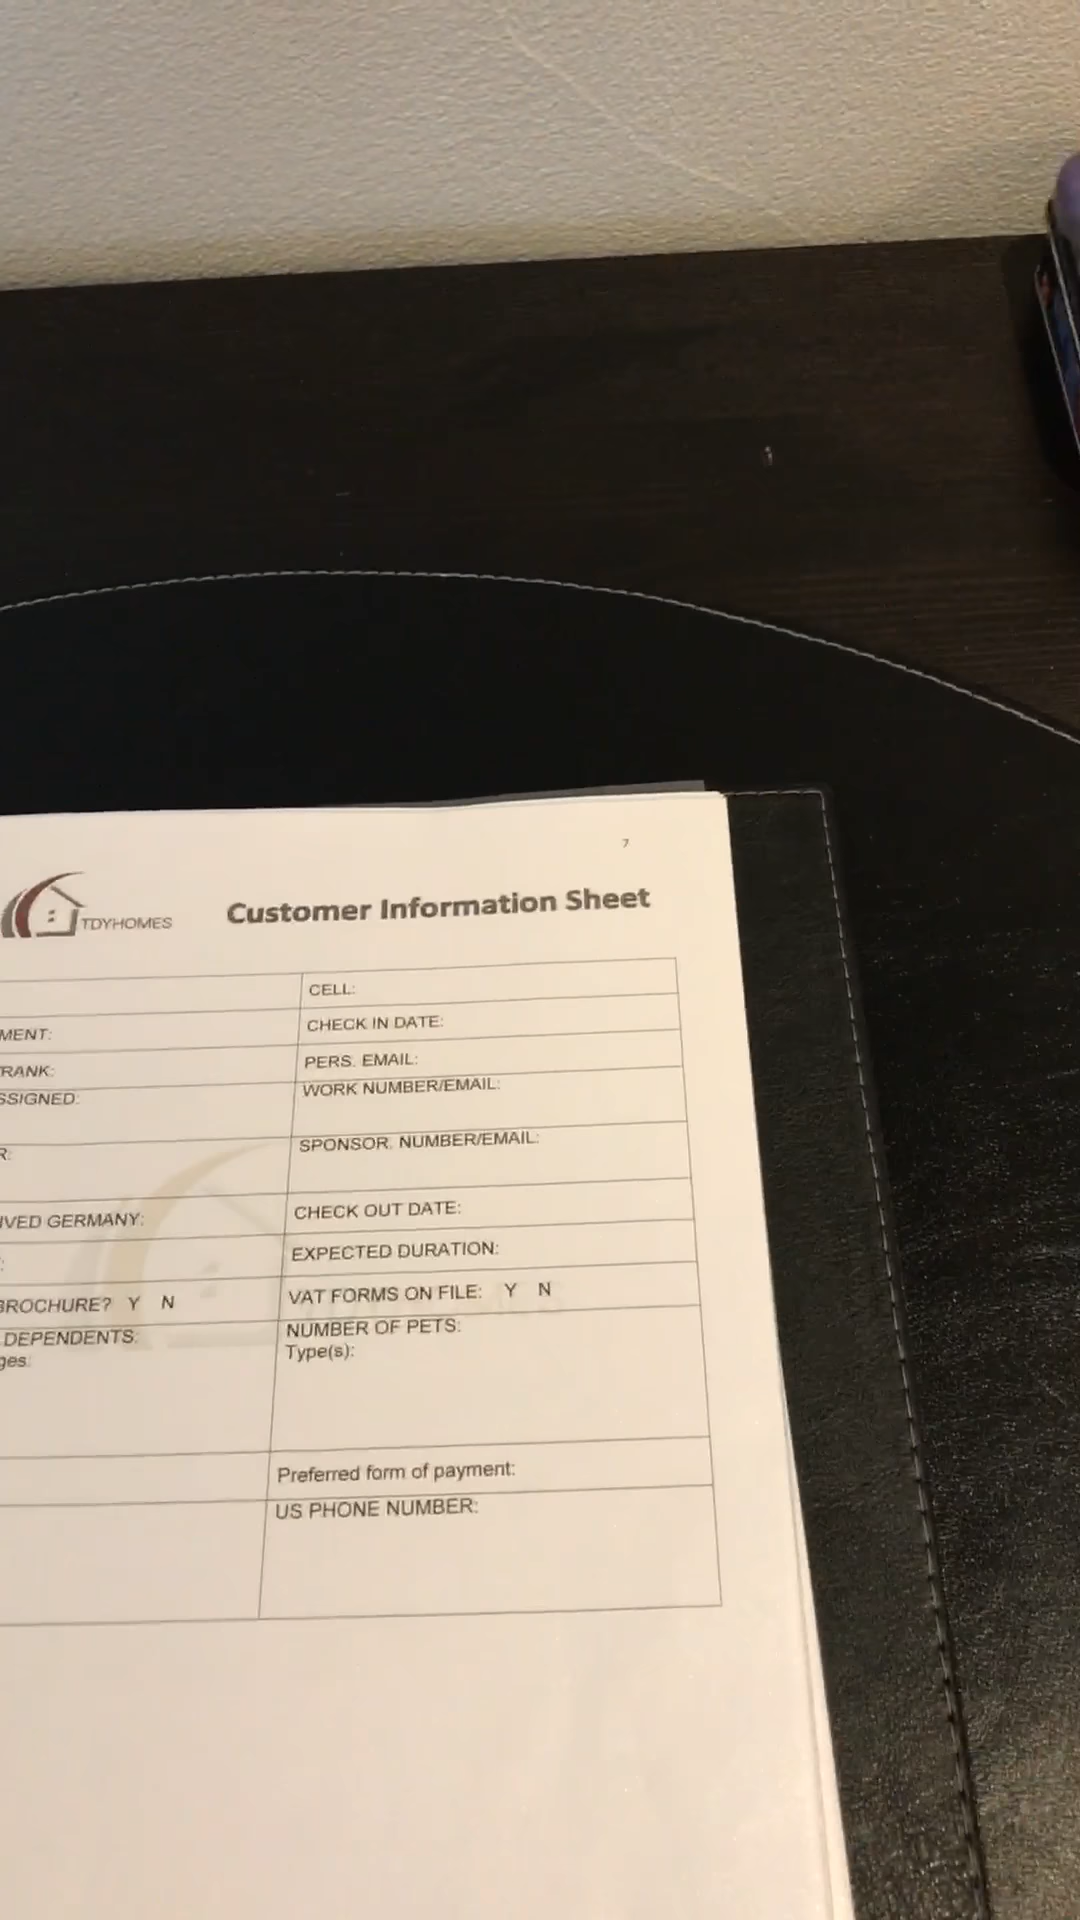 7
TDYHOMES
Customer Information Sheet
CELL:
MENT:
CHECK IN DATE:
RANK:
PERS. EMAIL:
SSIGNED:
WORK NUMBER/EMAIL:
R:
SPONSOR. NUMBER/EMAIL:
IVED GERMANY:
CHECK OUT DATE:
:
EXPECTED DURATION:
BROCHURE? Y N
VAT FORMS ON FILE: Y N
DEPENDENTS:
ges:
NUMBER OF PETS:
Type(s):
Preferred form of payment:
US PHONE NUMBER: